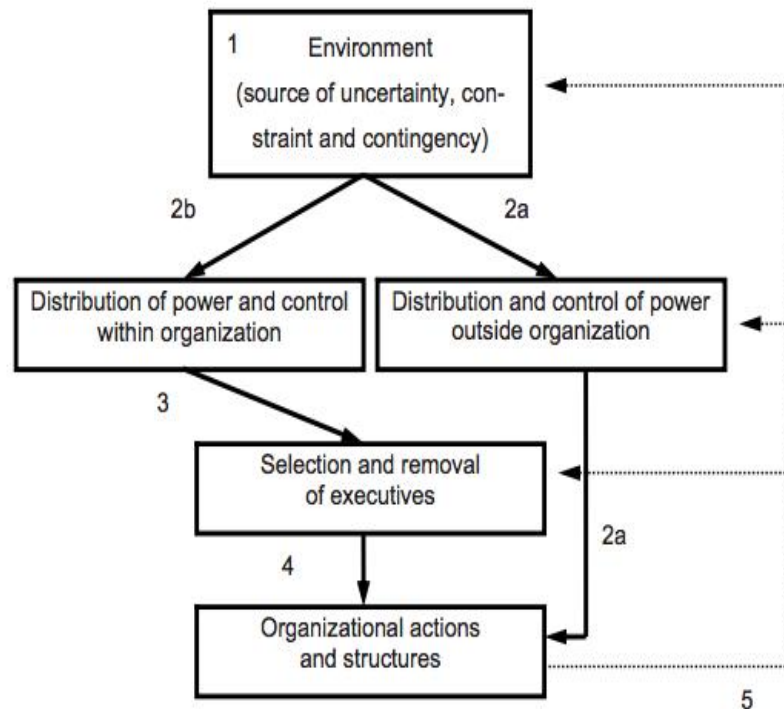 1
Environment
(source of uncertainty, con-
straint and contingency)
2b
2a
Distribution of power and control
within organization
Distribution and control of power
outside organization
3
Selection and removal
of executives
2a
4
Organizational actions
and structures
5